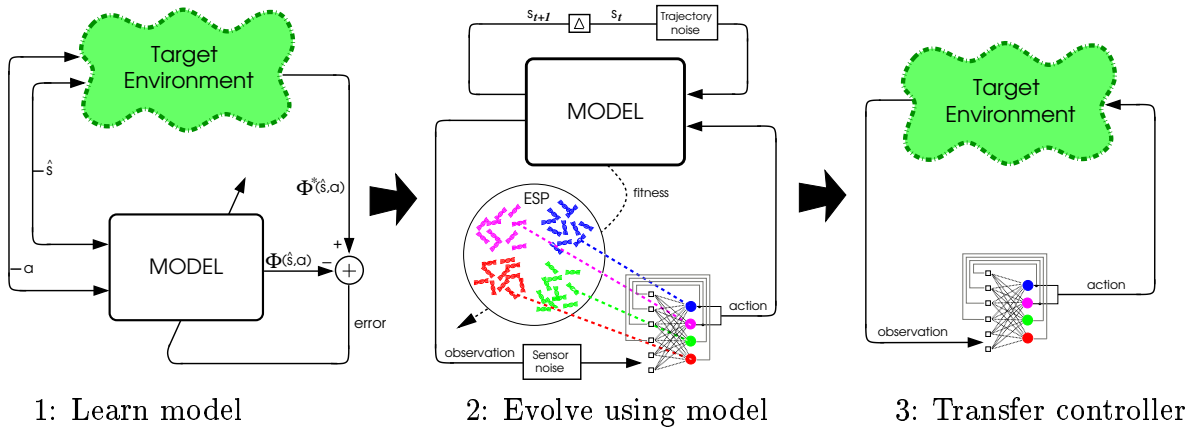 Target
Environment
ŝ
a
MODEL
Φ*(ŝ,a)
Φ(ŝ,a)
+
−
+
error
1: Learn model
s_{t+1}
Δ
s_t
Trajectory
noise
MODEL
ESP
fitness
action
observation
Sensor
noise
2: Evolve using model
Target
Environment
observation
action
3: Transfer controller